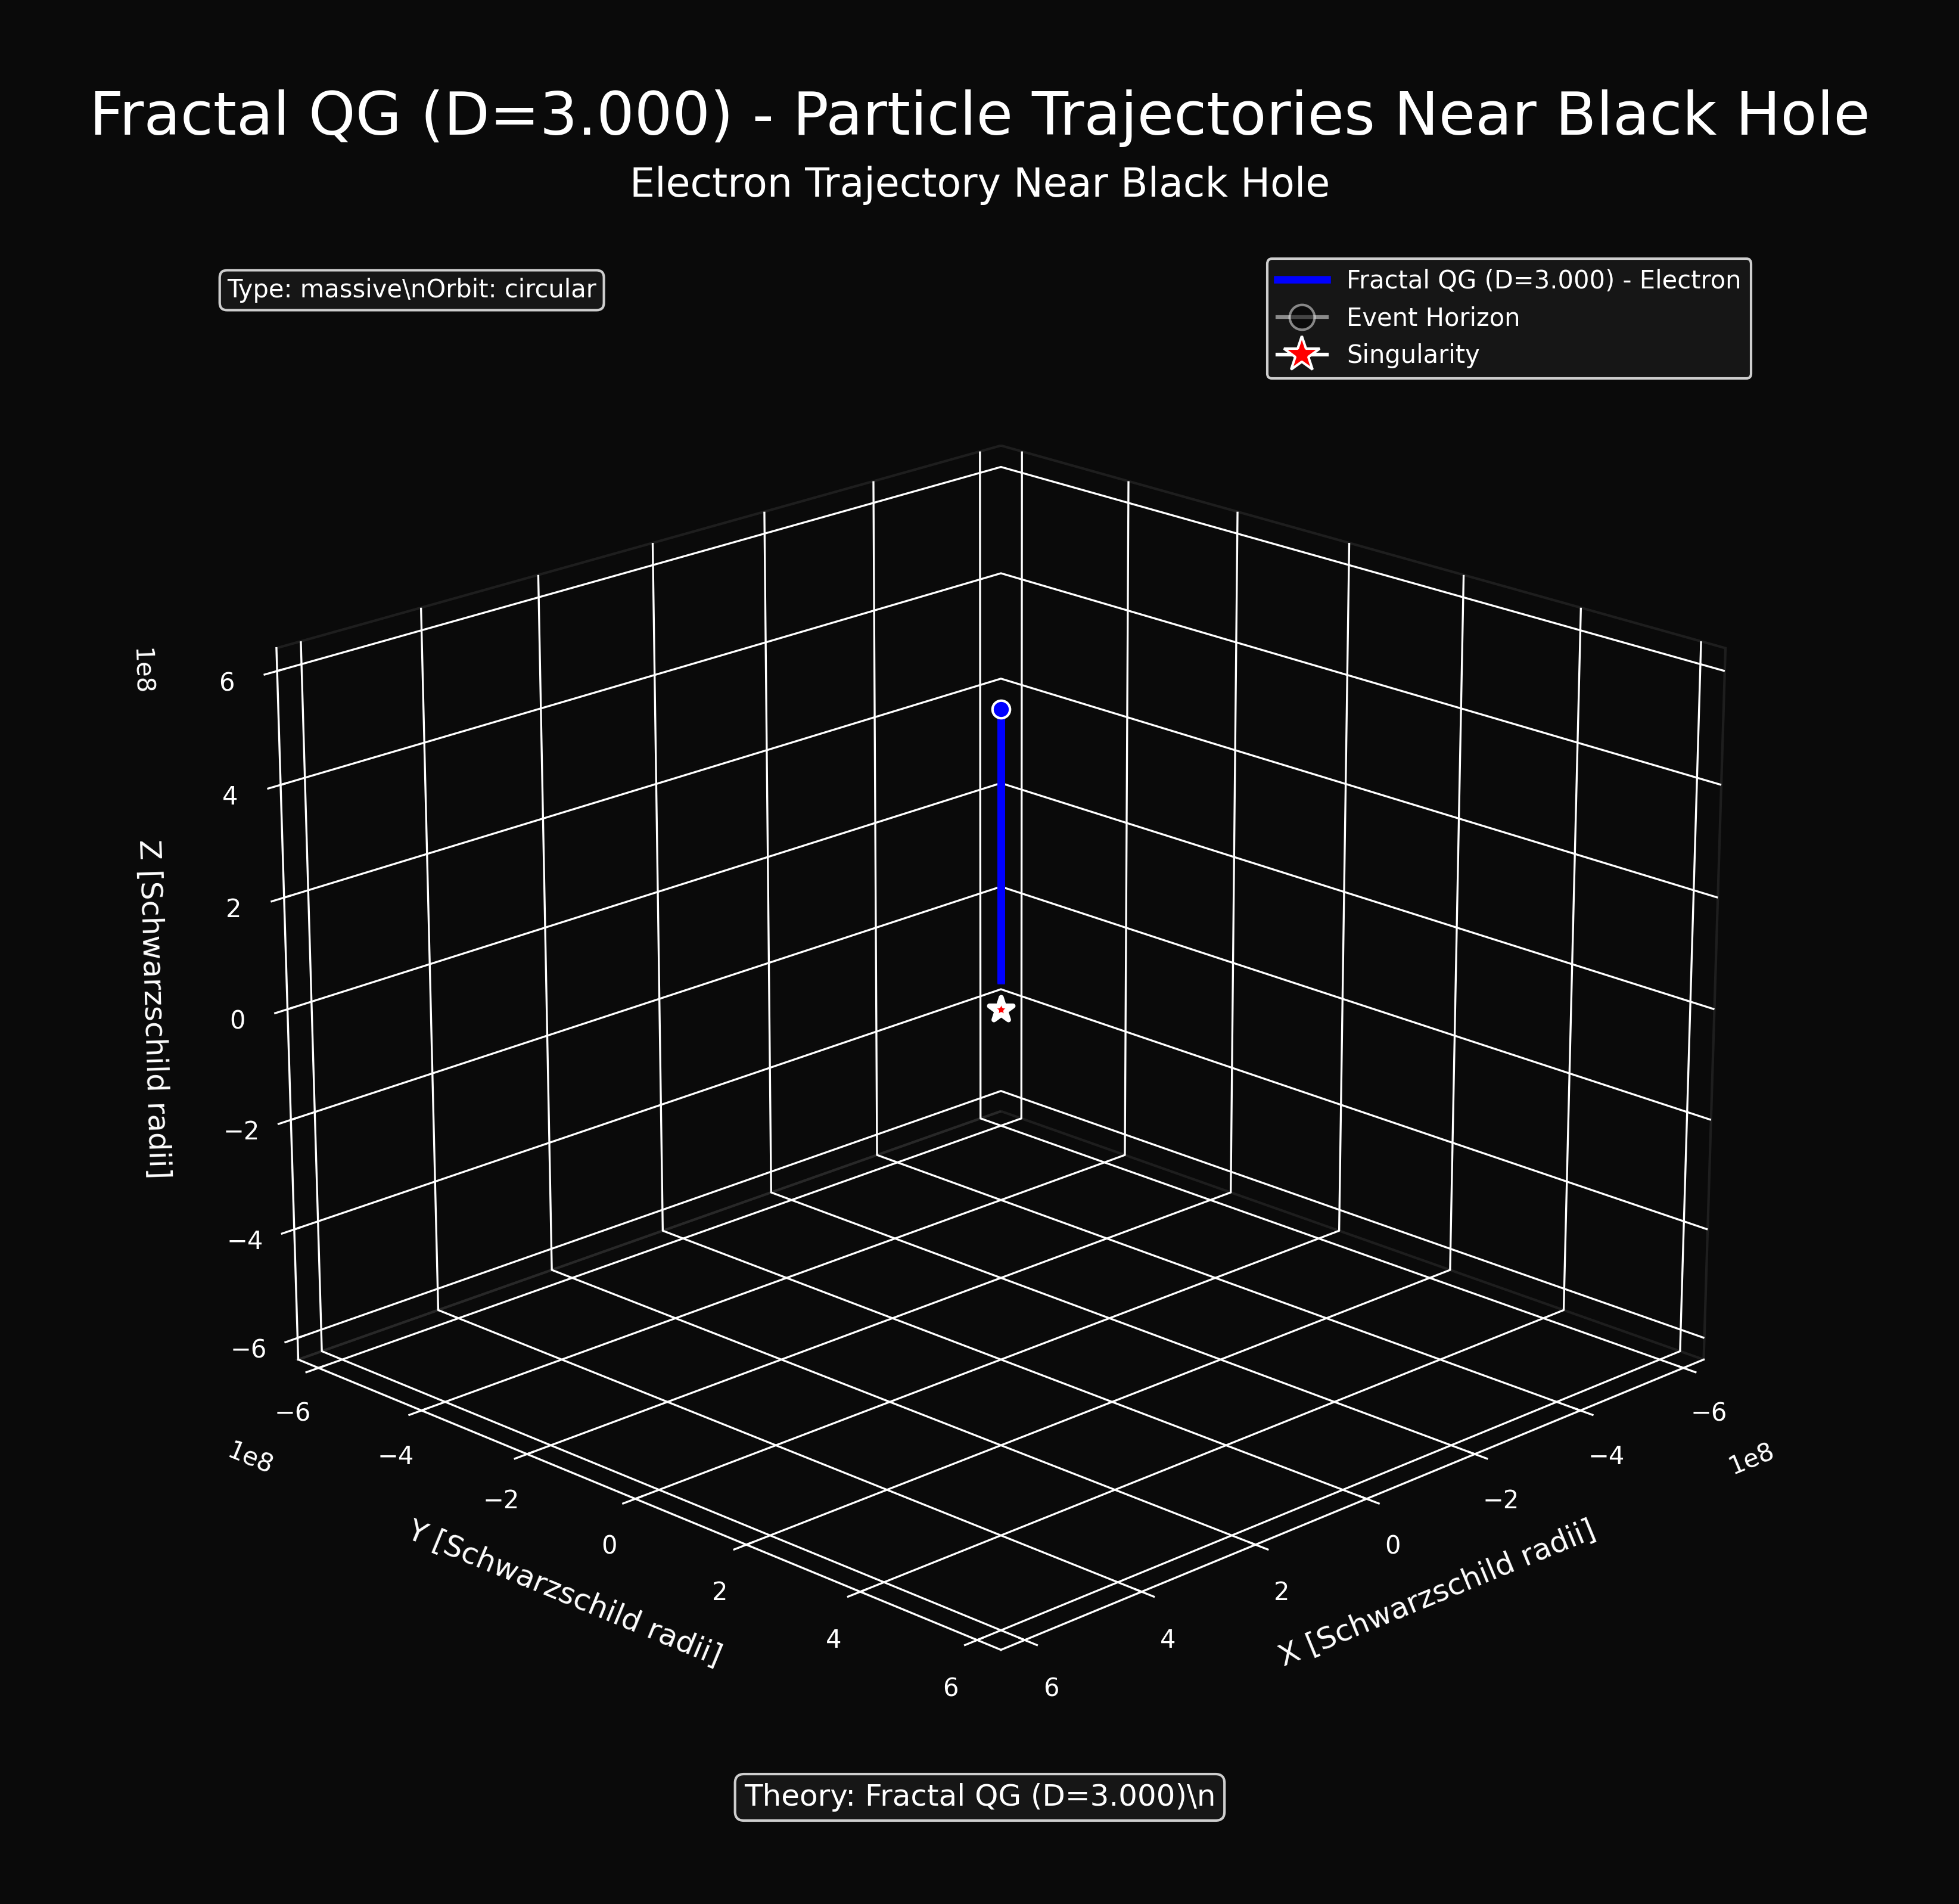 Fractal QG (D=3.000) - Particle Trajectories Near Black Hole
Electron Trajectory Near Black Hole
Type: massive\nOrbit: circular
Fractal QG (D=3.000) - Electron
Event Horizon
Singularity
1e8
6
4
2
0
−2
−4
−6
Z [Schwarzschild radii]
−6
−4
−2
0
2
4
6
1e8
Y [Schwarzschild radii]
6
4
2
0
−2
−4
−6
1e8
X [Schwarzschild radii]
Theory: Fractal QG (D=3.000)\n